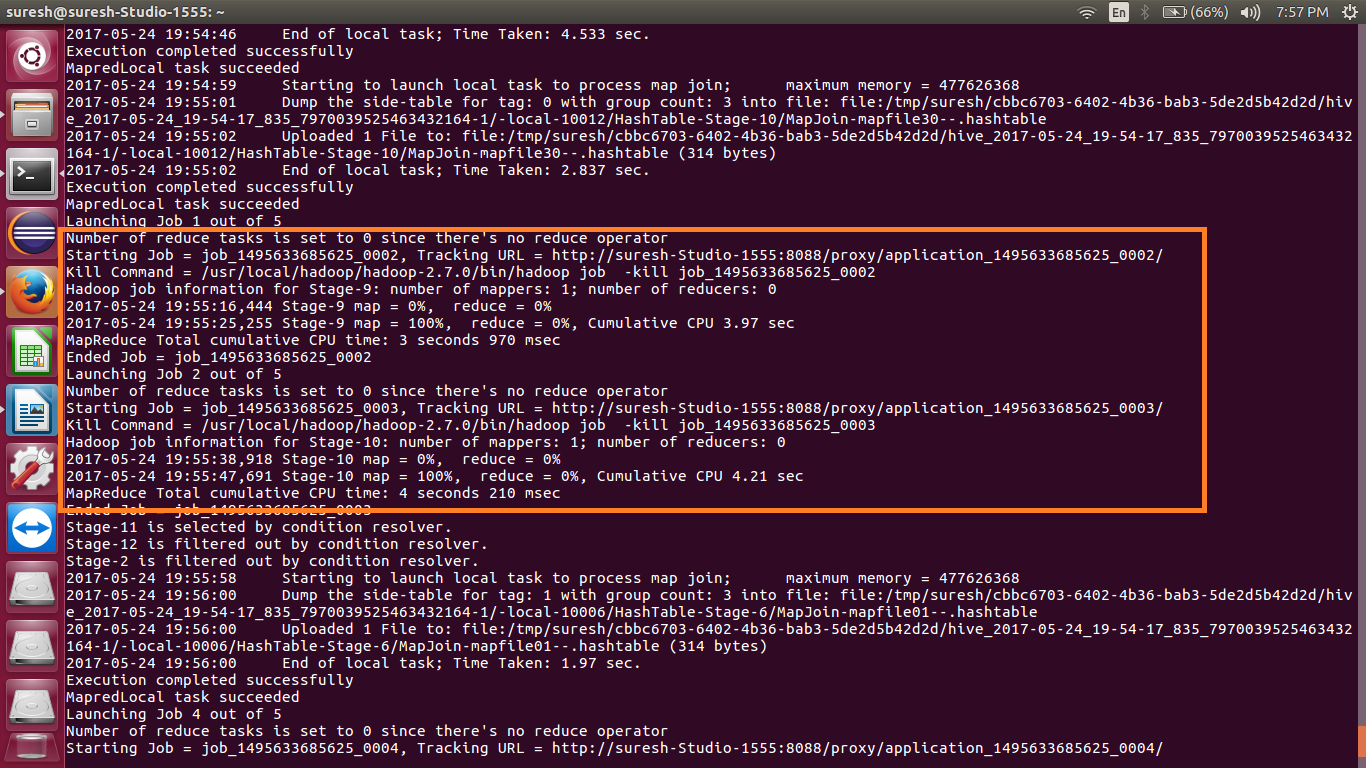 suresh@suresh-Studio-1555: ~
En
(66%)
7:57 PM
2017-05-24 19:54:46     End of local task; Time Taken: 4.533 sec.
Execution completed successfully
MapredLocal task succeeded
2017-05-24 19:54:59     Starting to launch local task to process map join;      maximum memory = 477626368
2017-05-24 19:55:01     Dump the side-table for tag: 0 with group count: 3 into file: file:/tmp/suresh/cbbc6703-6402-4b36-bab3-5de2d5b42d2d/hiv
e_2017-05-24_19-54-17_835_7970039525463432164-1/-local-10012/HashTable-Stage-10/MapJoin-mapfile30--.hashtable
2017-05-24 19:55:02     Uploaded 1 File to: file:/tmp/suresh/cbbc6703-6402-4b36-bab3-5de2d5b42d2d/hive_2017-05-24_19-54-17_835_7970039525463432
164-1/-local-10012/HashTable-Stage-10/MapJoin-mapfile30--.hashtable (314 bytes)
2017-05-24 19:55:02     End of local task; Time Taken: 2.837 sec.
Execution completed successfully
MapredLocal task succeeded
Launching Job 1 out of 5
Number of reduce tasks is set to 0 since there's no reduce operator
Starting Job = job_1495633685625_0002, Tracking URL = http://suresh-Studio-1555:8088/proxy/application_1495633685625_0002/
Kill Command = /usr/local/hadoop/hadoop-2.7.0/bin/hadoop job  -kill job_1495633685625_0002
Hadoop job information for Stage-9: number of mappers: 1; number of reducers: 0
2017-05-24 19:55:16,444 Stage-9 map = 0%,  reduce = 0%
2017-05-24 19:55:25,255 Stage-9 map = 100%,  reduce = 0%, Cumulative CPU 3.97 sec
MapReduce Total cumulative CPU time: 3 seconds 970 msec
Ended Job = job_1495633685625_0002
Launching Job 2 out of 5
Number of reduce tasks is set to 0 since there's no reduce operator
Starting Job = job_1495633685625_0003, Tracking URL = http://suresh-Studio-1555:8088/proxy/application_1495633685625_0003/
Kill Command = /usr/local/hadoop/hadoop-2.7.0/bin/hadoop job  -kill job_1495633685625_0003
Hadoop job information for Stage-10: number of mappers: 1; number of reducers: 0
2017-05-24 19:55:38,918 Stage-10 map = 0%,  reduce = 0%
2017-05-24 19:55:47,691 Stage-10 map = 100%,  reduce = 0%, Cumulative CPU 4.21 sec
MapReduce Total cumulative CPU time: 4 seconds 210 msec
Ended Job = job_1495633685625_0003
Stage-11 is selected by condition resolver.
Stage-12 is filtered out by condition resolver.
Stage-2 is filtered out by condition resolver.
2017-05-24 19:55:58     Starting to launch local task to process map join;      maximum memory = 477626368
2017-05-24 19:56:00     Dump the side-table for tag: 1 with group count: 3 into file: file:/tmp/suresh/cbbc6703-6402-4b36-bab3-5de2d5b42d2d/hiv
e_2017-05-24_19-54-17_835_7970039525463432164-1/-local-10006/HashTable-Stage-6/MapJoin-mapfile01--.hashtable
2017-05-24 19:56:00     Uploaded 1 File to: file:/tmp/suresh/cbbc6703-6402-4b36-bab3-5de2d5b42d2d/hive_2017-05-24_19-54-17_835_7970039525463432
164-1/-local-10006/HashTable-Stage-6/MapJoin-mapfile01--.hashtable (314 bytes)
2017-05-24 19:56:00     End of local task; Time Taken: 1.97 sec.
Execution completed successfully
MapredLocal task succeeded
Launching Job 4 out of 5
Number of reduce tasks is set to 0 since there's no reduce operator
Starting Job = job_1495633685625_0004, Tracking URL = http://suresh-Studio-1555:8088/proxy/application_1495633685625_0004/